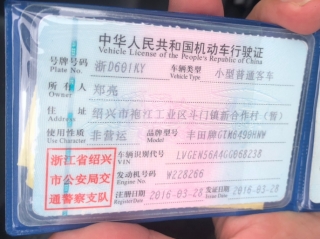 中华人民共和国机动车行驶证
Vehicle License of the People's Republic of China
号牌号码 浙D601KY 车辆类型 小型普通客车
Plate No. Vehicle Type
所有人 郑亮
Owner
住址 绍兴市袍江工业区斗门镇新合作村(暂)
Address
使用性质 非营运 品牌型号 丰田牌GTM6490HMW
Use Character Model
浙江省绍兴市公安局交通警察支队
车辆识别代号 LVGEN56A4GG068238
VIN
发动机号码 W228266
Engine No.
注册日期 2016-03-28 发证日期 2016-03-28
Register Date Issue Date